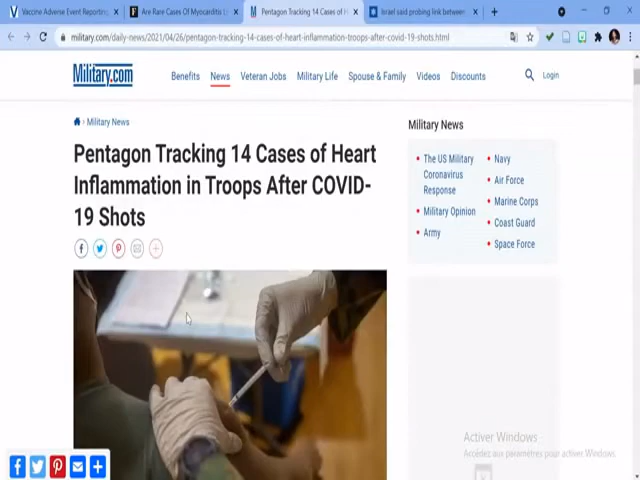 Vaccine Adverse Event Reporting
Are Rare Cases Of Myocarditis Li
Pentagon Tracking 14 Cases of H
Israel said probing link between
military.com/daily-news/2021/04/26/pentagon-tracking-14-cases-of-heart-inflammation-troops-after-covid-19-shots.html
Military.com
Benefits News Veteran Jobs Military Life Spouse & Family Videos Discounts Login
Military News
Pentagon Tracking 14 Cases of Heart
Inflammation in Troops After COVID-
19 Shots
Military News
The US Military
Coronavirus
Response
Military Opinion
Army
Navy
Air Force
Marine Corps
Coast Guard
Space Force
Activer Windows
Accédez aux paramètres pour activer Windows.